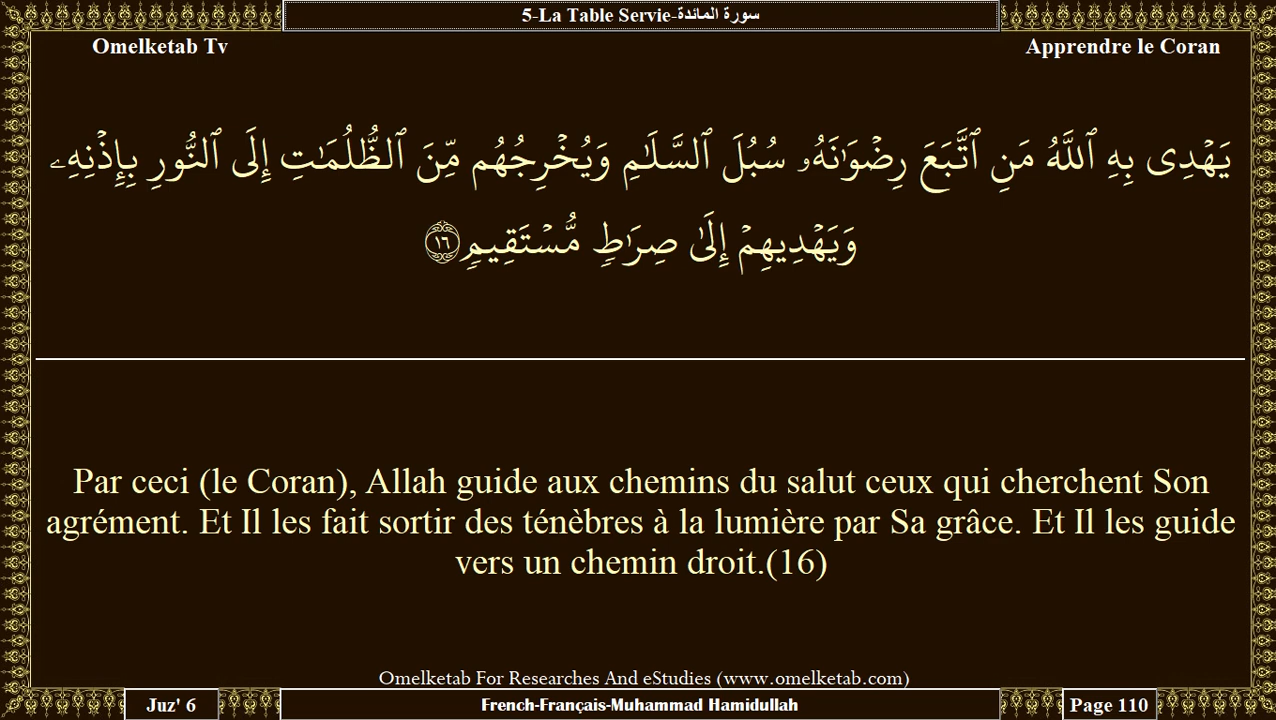 5-La Table Servie-سورة المائدة
Omelketab Tv
Apprendre le Coran
يَهْدِى بِهِ ٱللَّهُ مَنِ ٱتَّبَعَ رِضْوَٰنَهُۥ سُبُلَ ٱلسَّلَٰمِ وَيُخْرِجُهُم مِّنَ ٱلظُّلُمَٰتِ إِلَى ٱلنُّورِ بِإِذْنِهِۦ
وَيَهْدِيهِمْ إِلَىٰ صِرَٰطٍ مُّسْتَقِيمٍ ١٦
Par ceci (le Coran), Allah guide aux chemins du salut ceux qui cherchent Son
agrément. Et Il les fait sortir des ténèbres à la lumière par Sa grâce. Et Il les guide
vers un chemin droit.(16)
Omelketab For Researches And eStudies (www.omelketab.com)
Juz' 6
French-Français-Muhammad Hamidullah
Page 110